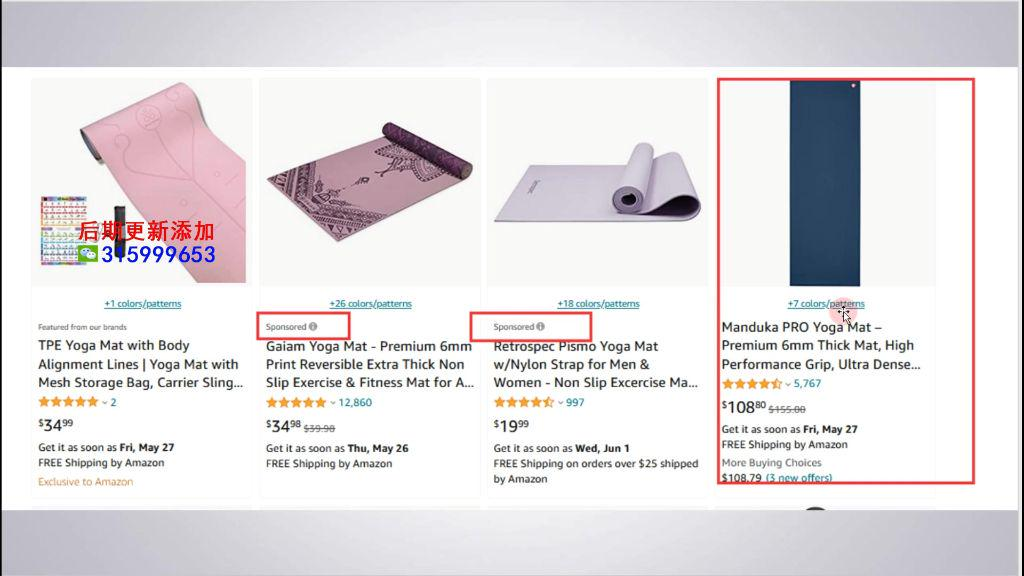 后期更新添加
315999653
+1 colors/patterns
Featured from our brands
TPE Yoga Mat with Body
Alignment Lines | Yoga Mat with
Mesh Storage Bag, Carrier Sling...
2
$34⁹⁹
Get it as soon as Fri, May 27
FREE Shipping by Amazon
Exclusive to Amazon
+26 colors/patterns
Sponsored
Gaiam Yoga Mat - Premium 6mm
Print Reversible Extra Thick Non
Slip Exercise & Fitness Mat for A...
12,860
$34⁹⁸ $39.98
Get it as soon as Thu, May 26
FREE Shipping by Amazon
+18 colors/patterns
Sponsored
Retrospec Pismo Yoga Mat
w/Nylon Strap for Men &
Women - Non Slip Excercise Ma...
997
$19⁹⁹
Get it as soon as Wed, Jun 1
FREE Shipping on orders over $25 shipped
by Amazon
+7 colors/patterns
Manduka PRO Yoga Mat –
Premium 6mm Thick Mat, High
Performance Grip, Ultra Dense...
5,767
$108⁸⁰ $155.00
Get it as soon as Fri, May 27
FREE Shipping by Amazon
More Buying Choices
$108.79 (3 new offers)